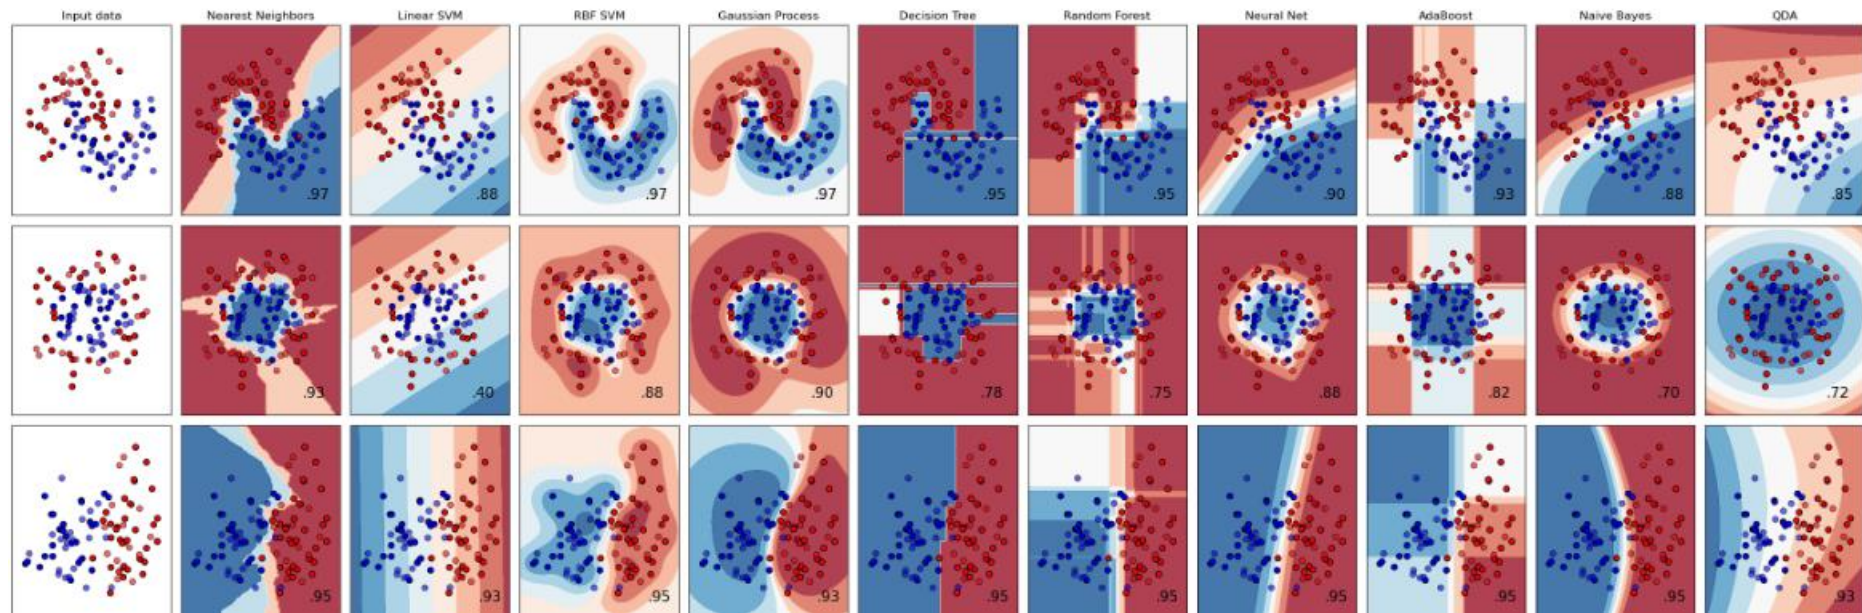 Input data Nearest Neighbors Linear SVM RBF SVM Gaussian Process Decision Tree Random Forest Neural Net AdaBoost Naive Bayes QDA
.97 .88 .97 .97 .95 .95 .90 .93 .88 .85
.93 .40 .88 .90 .78 .75 .88 .82 .70 .72
.95 .93 .95 .93 .95 .95 .95 .95 .95 .93